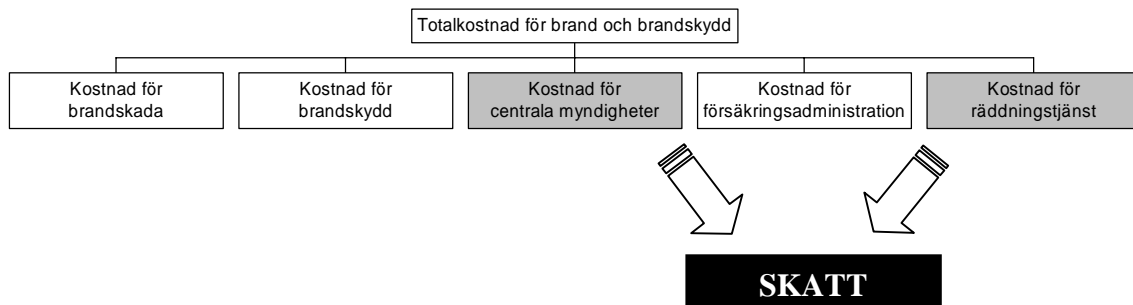 Totalkostnad för brand och brandskydd
Kostnad för
brandskada
Kostnad för
brandskydd
Kostnad för
centrala myndigheter
Kostnad för
försäkringsadministration
Kostnad för
räddningstjänst
SKATT